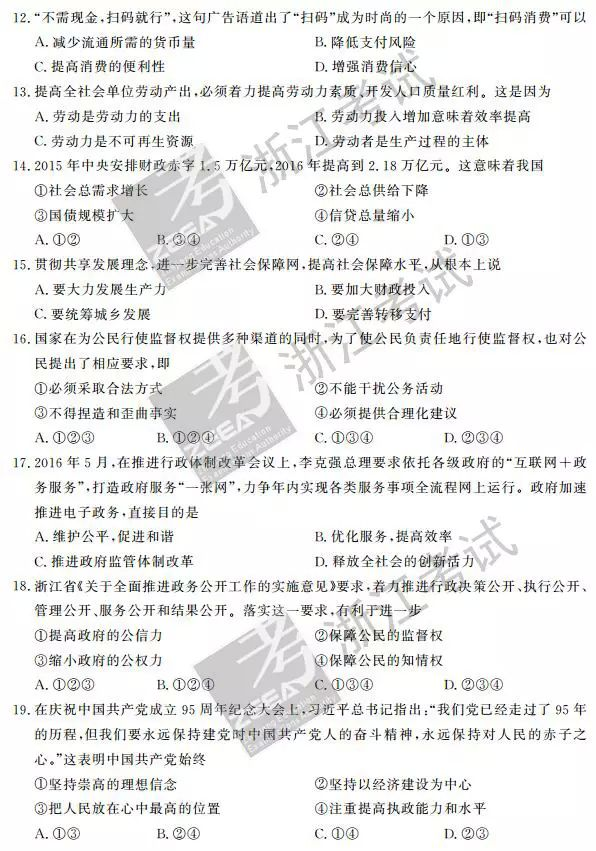 12.“不需现金，扫码就行”，这句广告语道出了“扫码”成为时尚的一个原因，即“扫码消费”可以
A.减少流通所需的货币量 B.降低支付风险
C.提高消费的便利性 D.增强消费信心
13.提高全社会单位劳动产出，必须着力提高劳动力素质、开发人口质量红利。这是因为
A.劳动是劳动力的支出 B.劳动力投入增加意味着效率提高
C.劳动力是不可再生资源 D.劳动者是生产过程的主体
14.2015年中央安排财政赤字1.5万亿元，2016年提高到2.18万亿元。这意味着我国
①社会总需求增长 ②社会总供给下降
③国债规模扩大 ④信贷总量缩小
A.①② B.③④ C.②④ D.①③
15.贯彻共享发展理念，进一步完善社会保障网，提高社会保障水平，从根本上说
A.要大力发展生产力 B.要加大财政投入
C.要统筹城乡发展 D.要完善转移支付
16.国家在为公民行使监督权提供多种渠道的同时，为了使公民负责任地行使监督权，也对公
民提出了相应要求，即
①必须采取合法方式 ②不能干扰公务活动
③不得捏造和歪曲事实 ④必须提供合理化建议
A.①②③ B.①②④ C.①③④ D.②③④
17.2016年5月，在推进行政体制改革会议上，李克强总理要求依托各级政府的“互联网＋政
务服务”，打造政府服务“一张网”，力争年内实现各类服务事项全流程网上运行。政府加速
推进电子政务，直接目的是
A.维护公平，促进和谐 B.优化服务，提高效率
C.推进政府监管体制改革 D.释放全社会的创新活力
18.浙江省《关于全面推进政务公开工作的实施意见》要求，着力推进行政决策公开、执行公开、
管理公开、服务公开和结果公开。落实这一要求，有利于进一步
①提高政府的公信力 ②保障公民的监督权
③缩小政府的公权力 ④保障公民的知情权
A.①②③ B.①②④ C.①③④ D.②③④
19.在庆祝中国共产党成立95周年纪念大会上，习近平总书记指出：“我们党已经走过了95年
的历程，但我们要永远保持建党时中国共产党人的奋斗精神，永远保持对人民的赤子之
心。”这表明中国共产党始终
①坚持崇高的理想信念 ②坚持以经济建设为中心
③把人民放在心中最高的位置 ④注重提高执政能力和水平
A.①③ B.②④ C.①④ D.②③
考 浙江考试
ZEEA
考 浙江考试
ZEEA
考 浙江考试
ZEEA